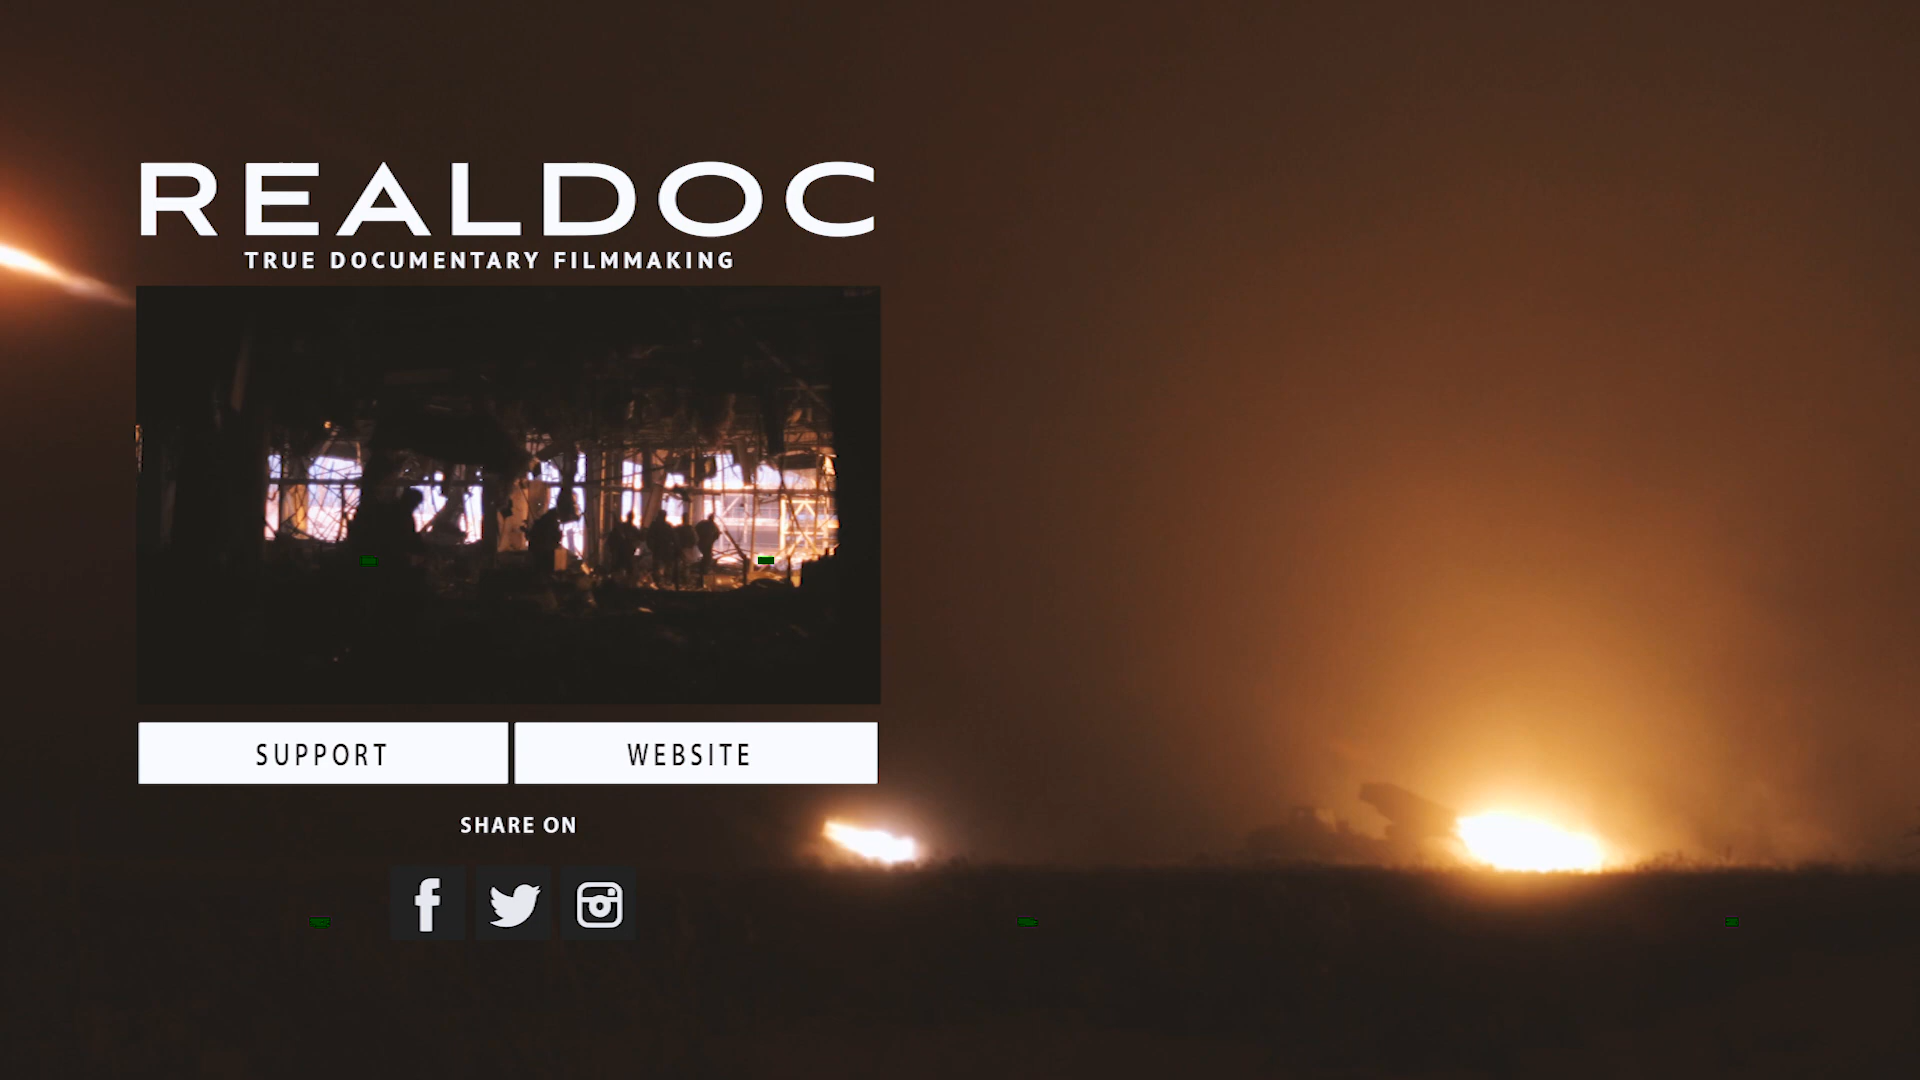 REALDOC
TRUE DOCUMENTARY FILMMAKING
SUPPORT
WEBSITE
SHARE ON